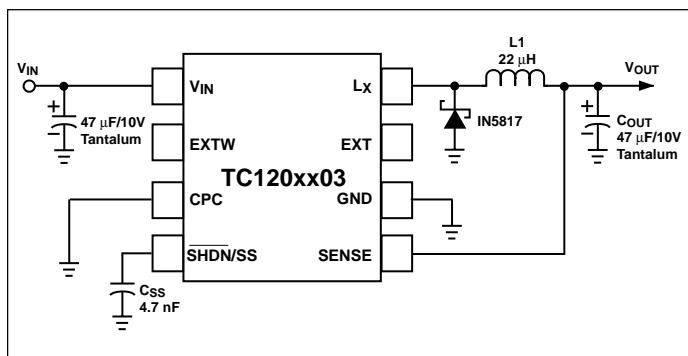 VIN
47 µF/10V
Tantalum
VIN
EXTW
CPC
SHDN/SS
CSS
4.7 nF
TC120xx03
LX
EXT
GND
SENSE
L1
22 µH
IN5817
VOUT
COUT
47 µF/10V
Tantalum